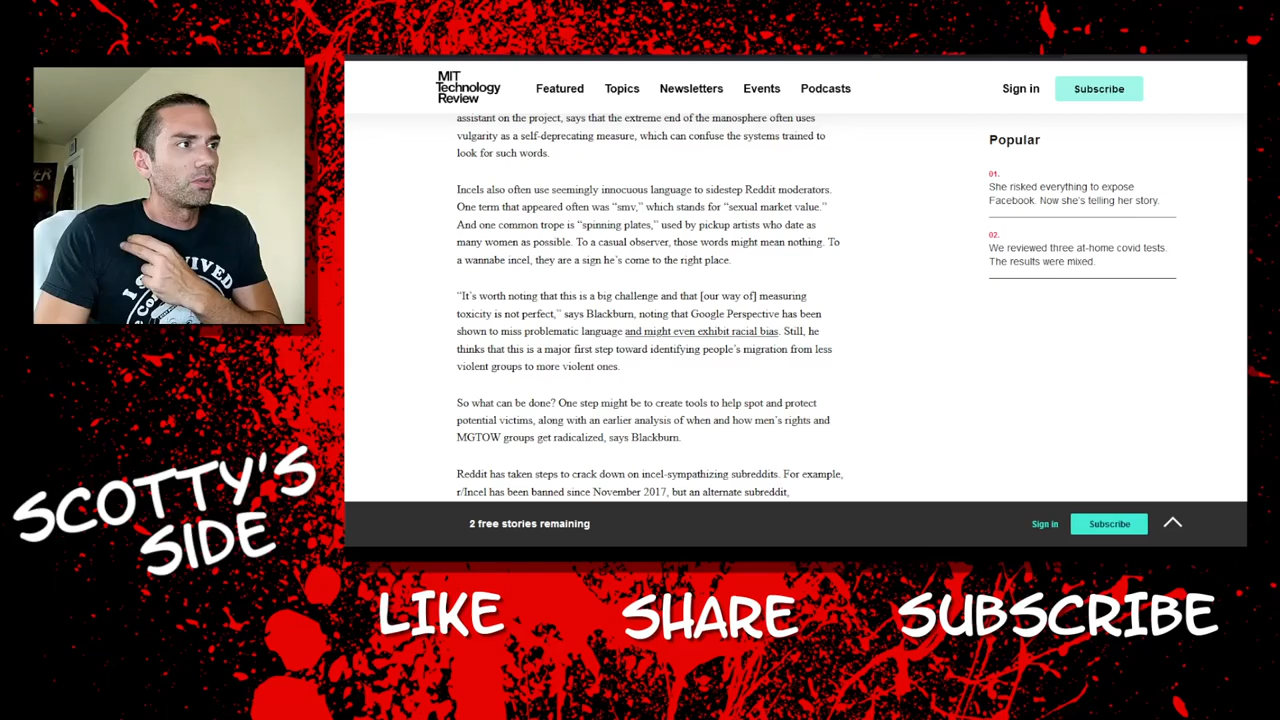 MIT
Technology
Review
Featured
Topics
Newsletters
Events
Podcasts
Sign in
Subscribe
assistant on the project, says that the extreme end of the manosphere often uses
vulgarity as a self-deprecating measure, which can confuse the systems trained to
look for such words.
Incels also often use seemingly innocuous language to sidestep Reddit moderators.
One term that appeared often was “smv,” which stands for “sexual market value.”
And one common trope is “spinning plates,” used by pickup artists who date as
many women as possible. To a casual observer, those words might mean nothing. To
a wannabe incel, they are a sign he’s come to the right place.
“It’s worth noting that this is a big challenge and that [our way of] measuring
toxicity is not perfect,” says Blackburn, noting that Google Perspective has been
shown to miss problematic language and might even exhibit racial bias. Still, he
thinks that this is a major first step toward identifying people’s migration from less
violent groups to more violent ones.
So what can be done? One step might be to create tools to help spot and protect
potential victims, along with an earlier analysis of when and how men’s rights and
MGTOW groups get radicalized, says Blackburn.
Reddit has taken steps to crack down on incel-sympathizing subreddits. For example,
r/Incel has been banned since November 2017, but an alternate subreddit,
Popular
01.
She risked everything to expose
Facebook. Now she’s telling her story.
02.
We reviewed three at-home covid tests.
The results were mixed.
2 free stories remaining
Sign in
Subscribe
I SURVIVED
SCOTTY'S
SIDE
LIKE
SHARE
SUBSCRIBE